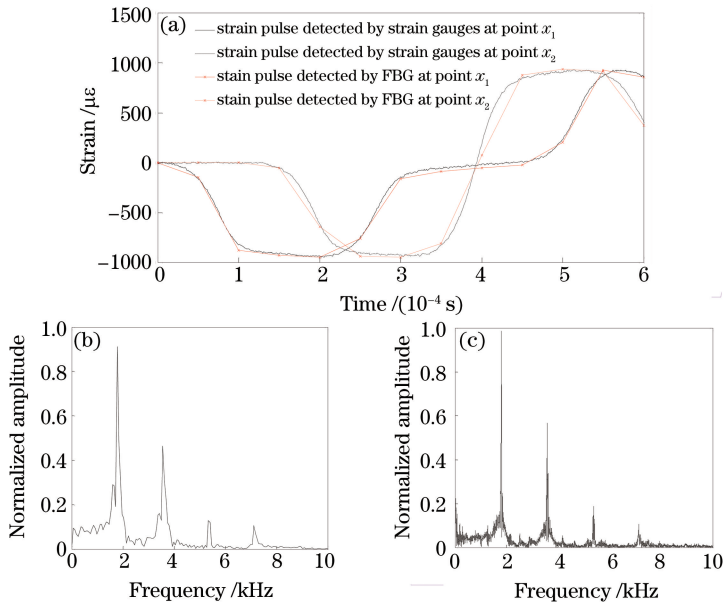 (a)
strain pulse detected by strain gauges at point x₁
strain pulse detected by strain gauges at point x₂
stain pulse detected by FBG at point x₁
stain pulse detected by FBG at point x₂
Strain /με
1500
1000
500
0
−500
−1000
0 1 2 3 4 5 6
Time /(10⁻⁴ s)
(b)
Normalized amplitude
1.0
0.8
0.6
0.4
0.2
0
0 2 4 6 8 10
Frequency /kHz
(c)
Normalized amplitude
1.0
0.8
0.6
0.4
0.2
0
0 2 4 6 8 10
Frequency /kHz